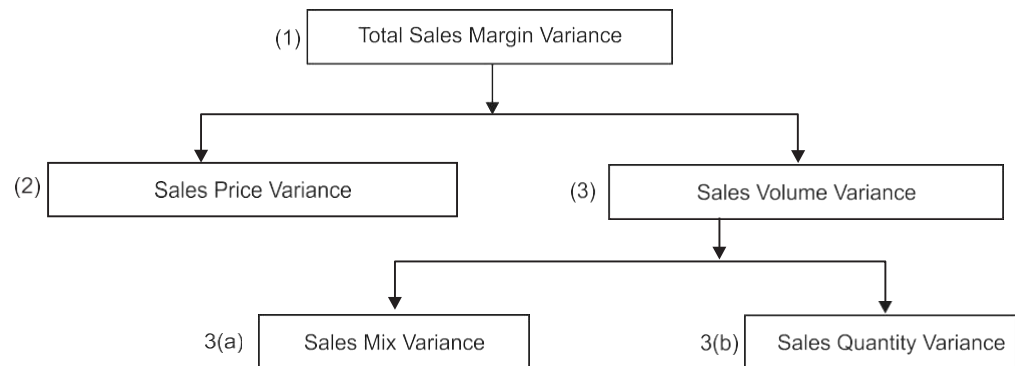 (1) Total Sales Margin Variance
(2) Sales Price Variance
(3) Sales Volume Variance
3(a) Sales Mix Variance
3(b) Sales Quantity Variance